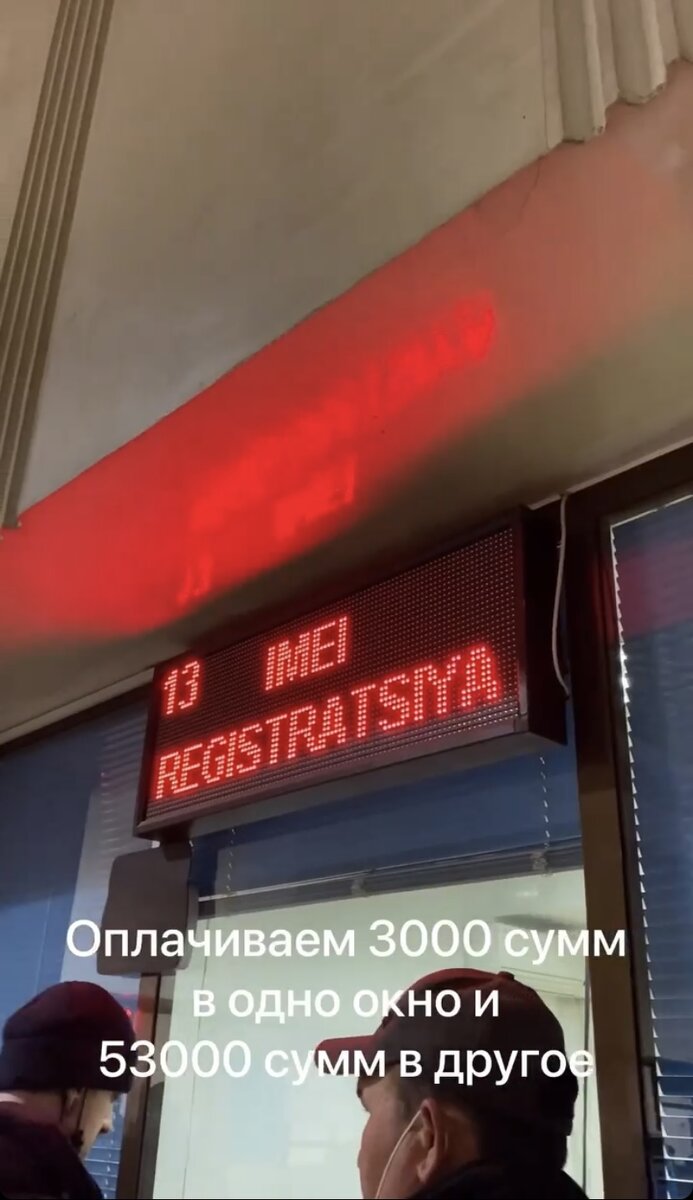 13 IMEI
REGISTRATSIYA
Оплачиваем 3000 сумм
в одно окно и
53000 сумм в другое